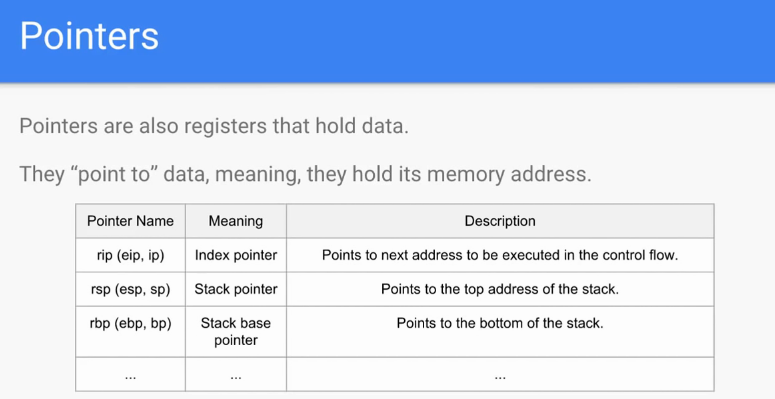 Pointers
Pointers are also registers that hold data.
They “point to” data, meaning, they hold its memory address.
Pointer Name Meaning Description
rip (eip, ip) Index pointer Points to next address to be executed in the control flow.
rsp (esp, sp) Stack pointer Points to the top address of the stack.
rbp (ebp, bp) Stack base Points to the bottom of the stack.
pointer
... ... ...